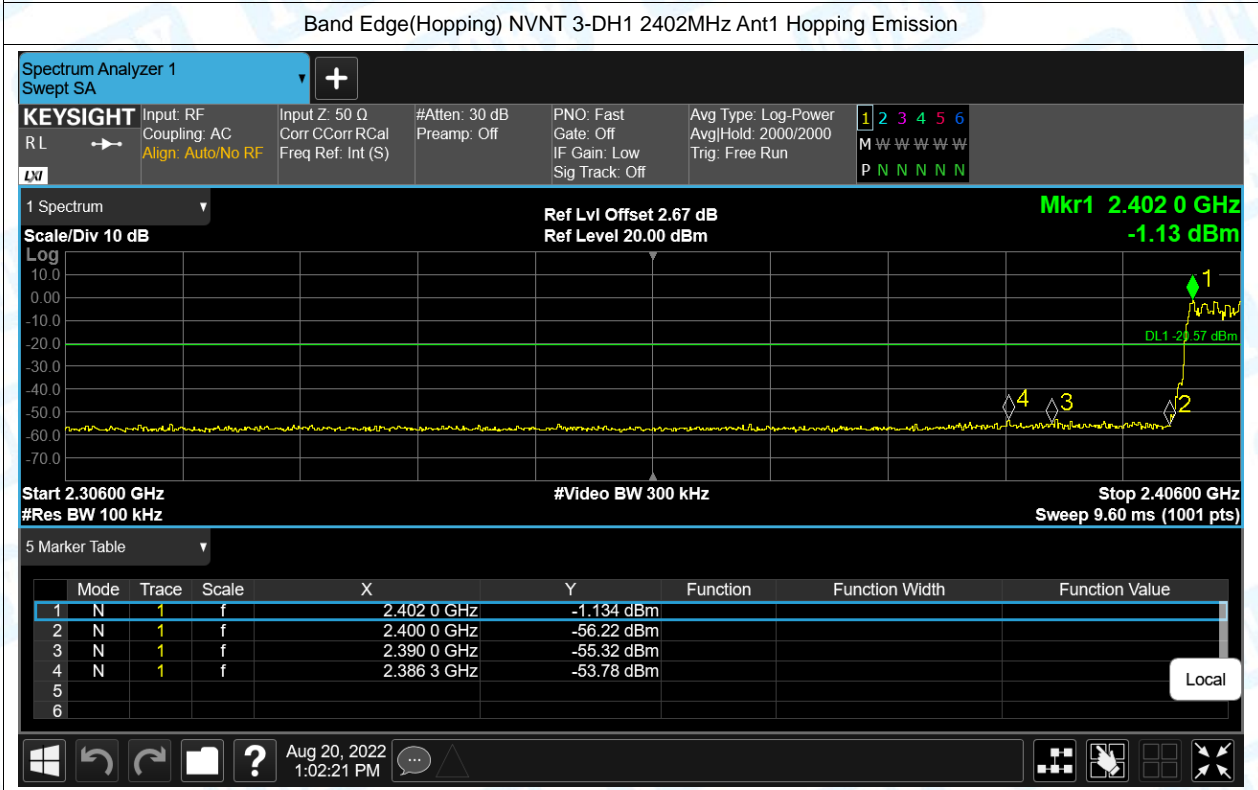 Band Edge(Hopping) NVNT 3-DH1 2402MHz Ant1 Hopping Emission
Spectrum Analyzer 1
Swept SA
KEYSIGHT Input: RF Input Z: 50 Ω #Atten: 30 dB PNO: Fast Avg Type: Log-Power 1 2 3 4 5 6
R L Coupling: AC Corr CCorr RCal Preamp: Off Gate: Off Avg|Hold: 2000/2000 M W W W W W
Align: Auto/No RF Freq Ref: Int (S) IF Gain: Low Trig: Free Run
LXI Sig Track: Off P N N N N N
1 Spectrum Ref Lvl Offset 2.67 dB Mkr1 2.402 0 GHz
Scale/Div 10 dB Ref Level 20.00 dBm -1.13 dBm
Log
10.0 1
0.00
-10.0
-20.0 DL1 -20.57 dBm
-30.0
-40.0 4 3 2
-50.0
-60.0
-70.0
Start 2.30600 GHz #Video BW 300 kHz Stop 2.40600 GHz
#Res BW 100 kHz Sweep 9.60 ms (1001 pts)
5 Marker Table
Mode Trace Scale X Y Function Function Width Function Value
1 N 1 f 2.402 0 GHz -1.134 dBm
2 N 1 f 2.400 0 GHz -56.22 dBm
3 N 1 f 2.390 0 GHz -55.32 dBm
4 N 1 f 2.386 3 GHz -53.78 dBm
5
6
Local
? Aug 20, 2022
1:02:21 PM